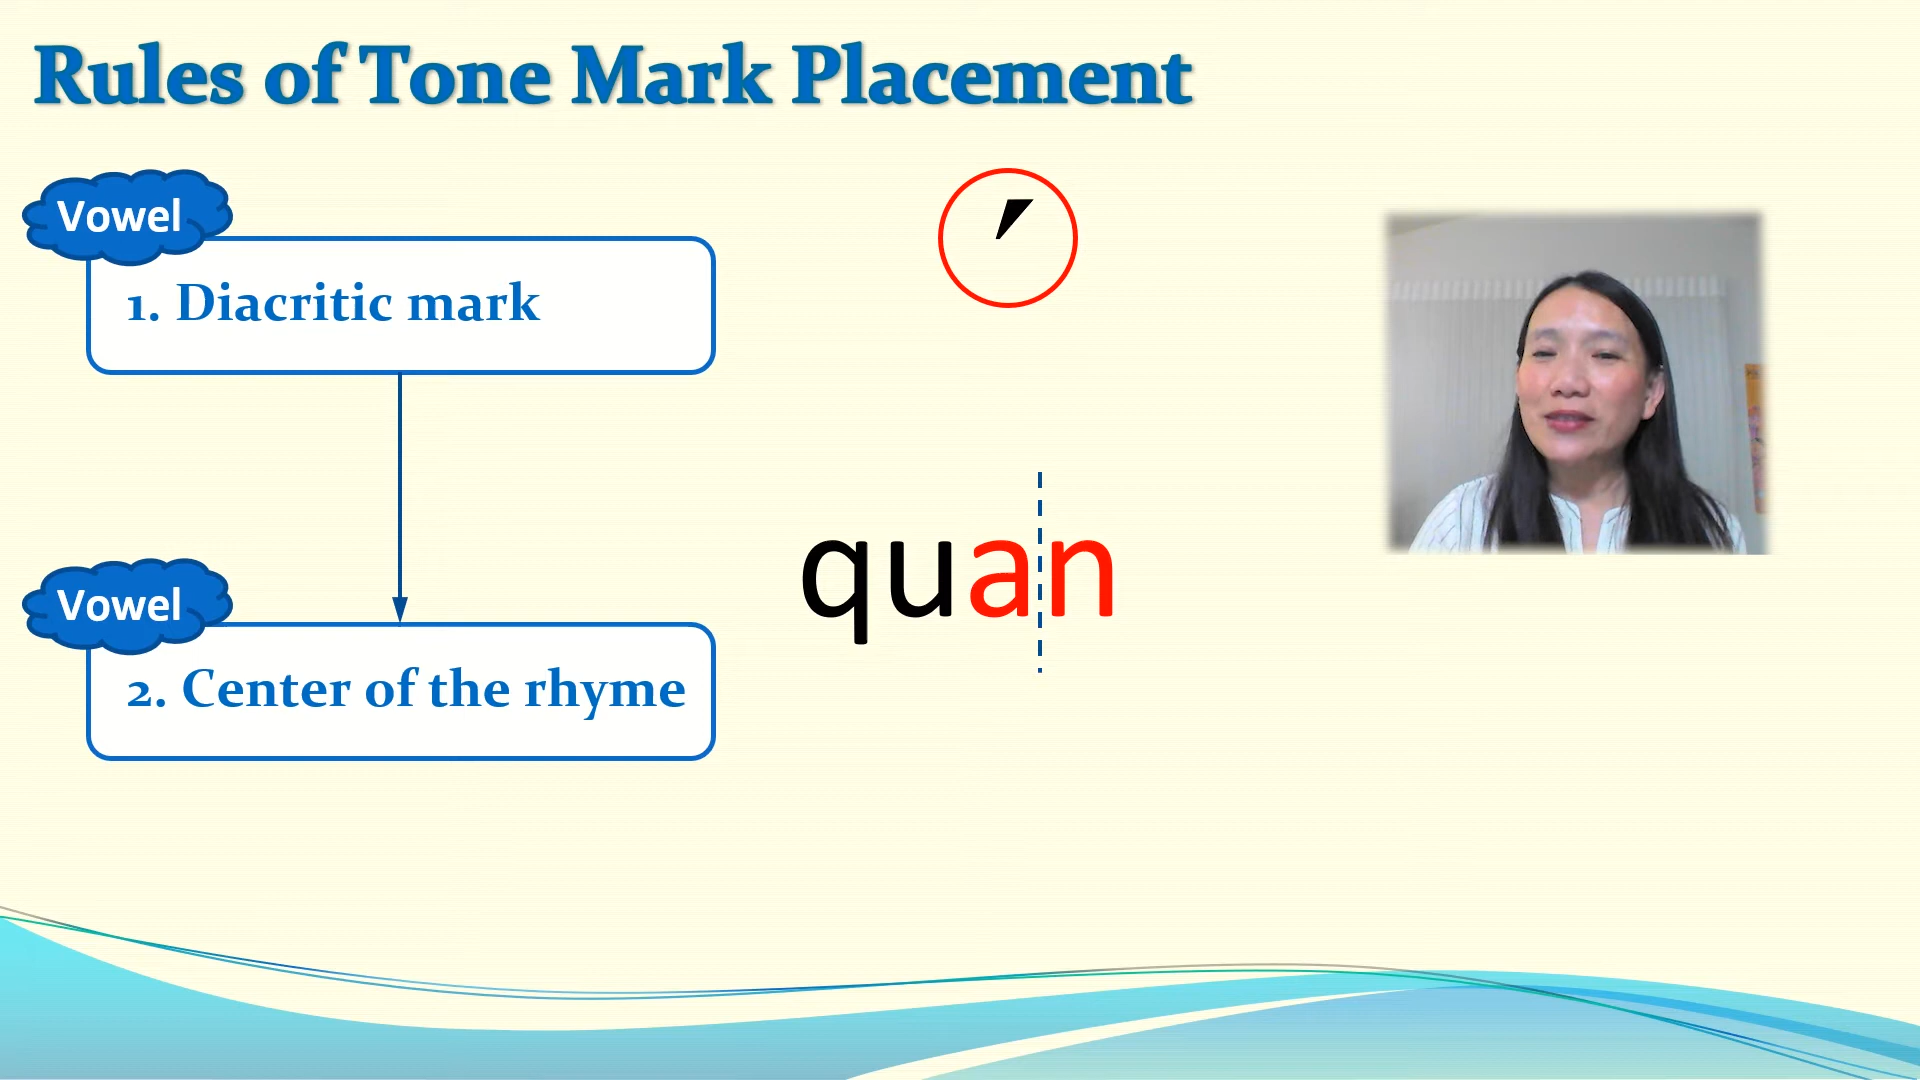 Rules of Tone Mark Placement
Vowel
1. Diacritic mark
Vowel
2. Center of the rhyme
´
quan